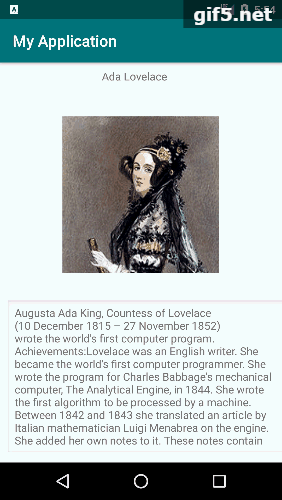 gif5.net
5:54
My Application
Ada Lovelace
Augusta Ada King, Countess of Lovelace
(10 December 1815 – 27 November 1852)
wrote the world's first computer program.
Achievements:Lovelace was an English writer. She
became the world's first computer programmer. She
wrote the program for Charles Babbage's mechanical
computer, The Analytical Engine, in 1844. She wrote
the first algorithm to be processed by a machine.
Between 1842 and 1843 she translated an article by
Italian mathematician Luigi Menabrea on the engine.
She added her own notes to it. These notes contain